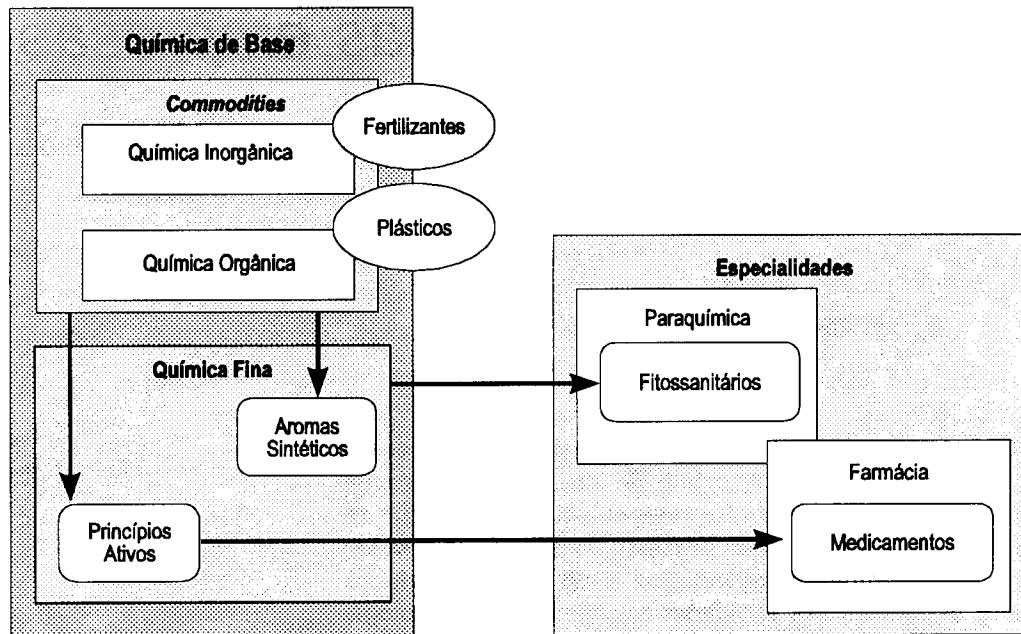 Química de Base
Commodities
Fertilizantes
Química Inorgânica
Plásticos
Química Orgânica
Química Fina
Aromas
Sintéticos
Princípios
Ativos
Especialidades
Paraquímica
Fitossanitários
Farmácia
Medicamentos